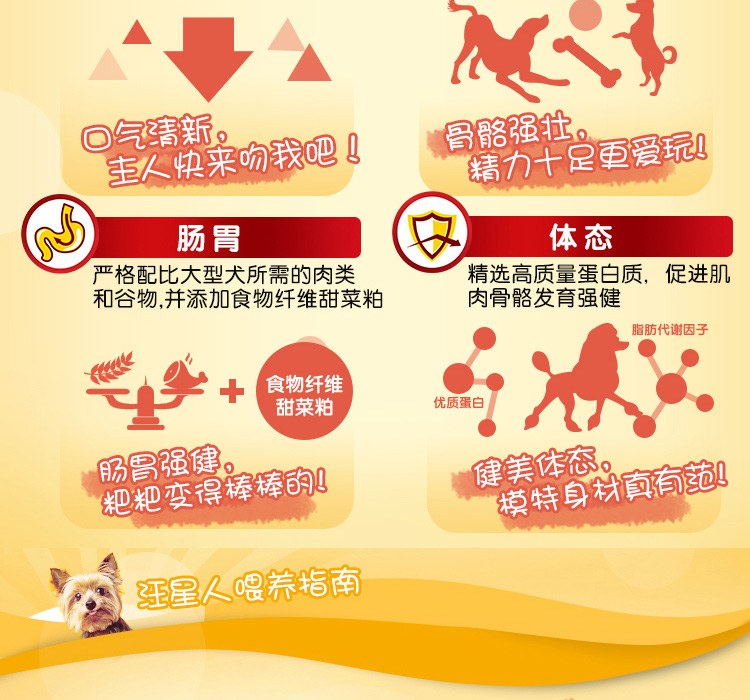 口气清新，
主人快来吻我吧！
骨骼强壮，
精力十足更爱玩！
肠胃
严格配比大型犬所需的肉类
和谷物,并添加食物纤维甜菜粕
体态
精选高质量蛋白质，促进肌
肉骨骼发育强健
食物纤维
甜菜粕
肠胃强健，
粑粑变得棒棒的！
脂肪代谢因子
优质蛋白
健美体态，
模特身材真有范！
汪星人喂养指南